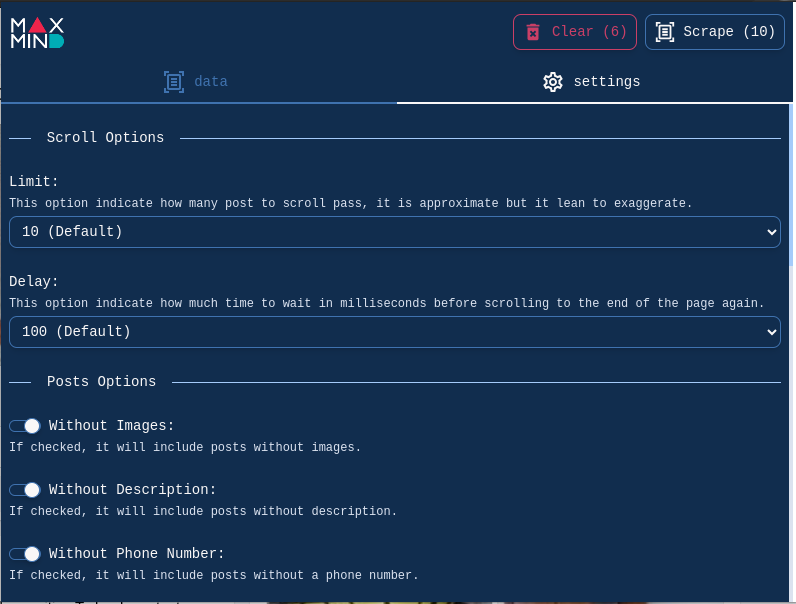 MAX
MIND
Clear (6)
Scrape (10)
data
settings
Scroll Options
Limit:
This option indicate how many post to scroll pass, it is approximate but it lean to exaggerate.
10 (Default)
Delay:
This option indicate how much time to wait in milliseconds before scrolling to the end of the page again.
100 (Default)
Posts Options
Without Images:
If checked, it will include posts without images.
Without Description:
If checked, it will include posts without description.
Without Phone Number:
If checked, it will include posts without a phone number.